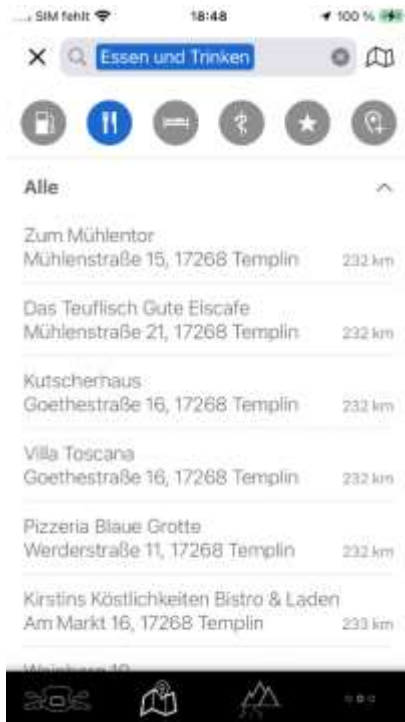 SIM fehlt 18:48 100 %
Essen und Trinken
Alle
Zum Mühlentor
Mühlenstraße 15, 17268 Templin 232 km
Das Teuflisch Gute Eiscafe
Mühlenstraße 21, 17268 Templin 232 km
Kutscherhaus
Goethestraße 16, 17268 Templin 232 km
Villa Toscana
Goethestraße 16, 17268 Templin 232 km
Pizzeria Blaue Grotte
Werderstraße 11, 17268 Templin 232 km
Kirstins Köstlichkeiten Bistro & Laden
Am Markt 16, 17268 Templin 233 km